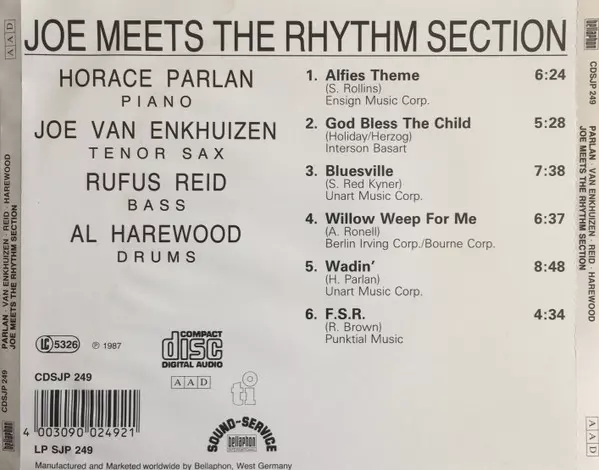 JOE MEETS THE RHYTHM SECTION
HORACE PARLAN
PIANO
JOE VAN ENKHUIZEN
TENOR SAX
RUFUS REID
BASS
AL HAREWOOD
DRUMS
1. Alfies Theme 6:24
(S. Rollins)
Ensign Music Corp.
2. God Bless The Child 5:28
(Holiday/Herzog)
Interson Basart
3. Bluesville 7:38
(S. Red Kyner)
Unart Music Corp.
4. Willow Weep For Me 6:37
(A. Ronell)
Berlin Irving Corp./Bourne Corp.
5. Wadin' 8:48
(H. Parlan)
Unart Music Corp.
6. F.S.R. 4:34
(R. Brown)
Punktial Music
LC 5326 ℗ 1987
COMPACT
disc
DIGITAL AUDIO
AAD
ti
CDSJP 249
4 003090 024921
LP SJP 249
SOUND-SERVICE
bellaphon
INTERNATIONAL
Manufactured and Marketed worldwide by Bellaphon, West Germany
AAD
PARLAN · VAN ENKHUIZEN · REID · HAREWOOD
JOE MEETS THE RHYTHM SECTION
CDSJP 249
bellaphon
bellaphon
CDSJP 249
PARLAN · VAN ENKHUIZEN · REID · HAREWOOD
JOE MEETS THE RHYTHM SECTION
AAD